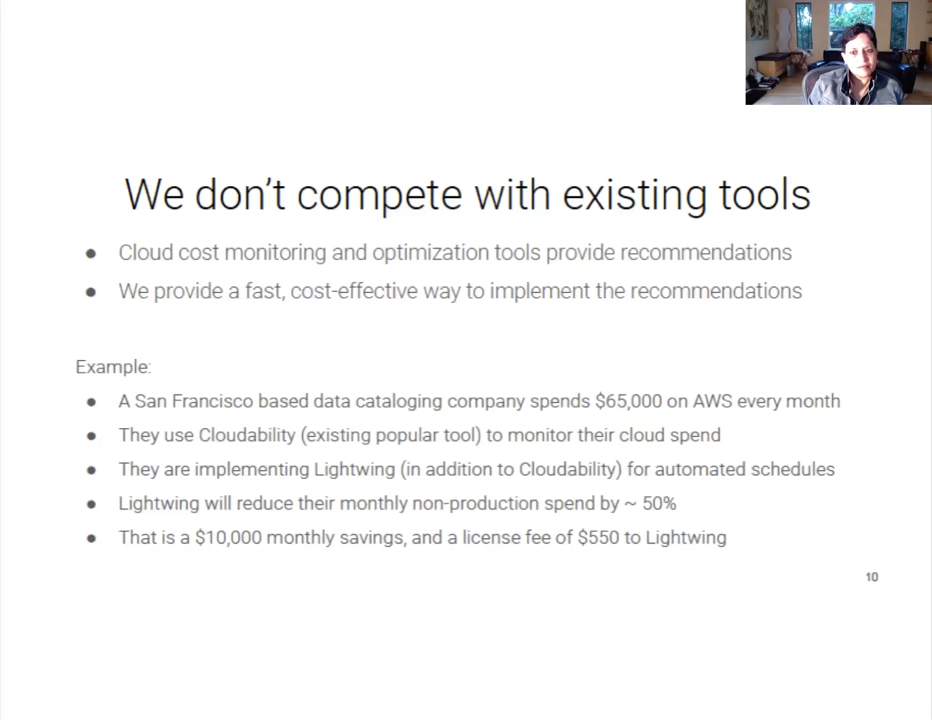 We don't compete with existing tools
● Cloud cost monitoring and optimization tools provide recommendations
● We provide a fast, cost-effective way to implement the recommendations
Example:
● A San Francisco based data cataloging company spends $65,000 on AWS every month
● They use Cloudability (existing popular tool) to monitor their cloud spend
● They are implementing Lightwing (in addition to Cloudability) for automated schedules
● Lightwing will reduce their monthly non-production spend by ~ 50%
● That is a $10,000 monthly savings, and a license fee of $550 to Lightwing
10